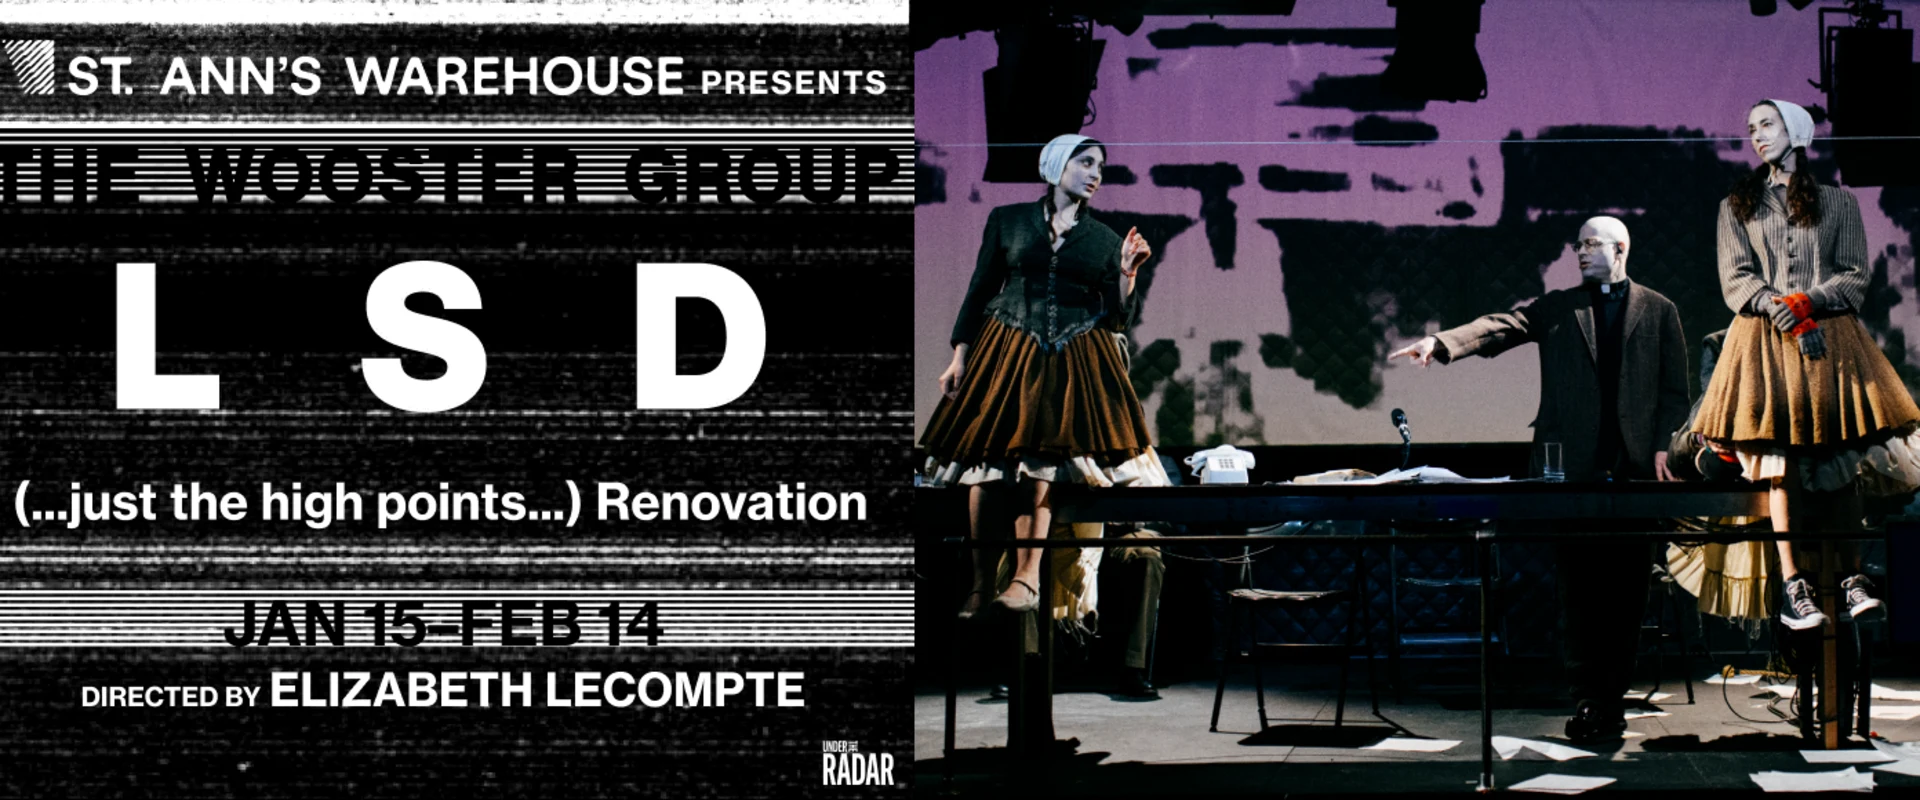 ST. ANN'S WAREHOUSE PRESENTS
THE WOOSTER GROUP
L S D
(...just the high points...) Renovation
JAN 15–FEB 14
DIRECTED BY ELIZABETH LECOMPTE
UNDER THE
RADAR